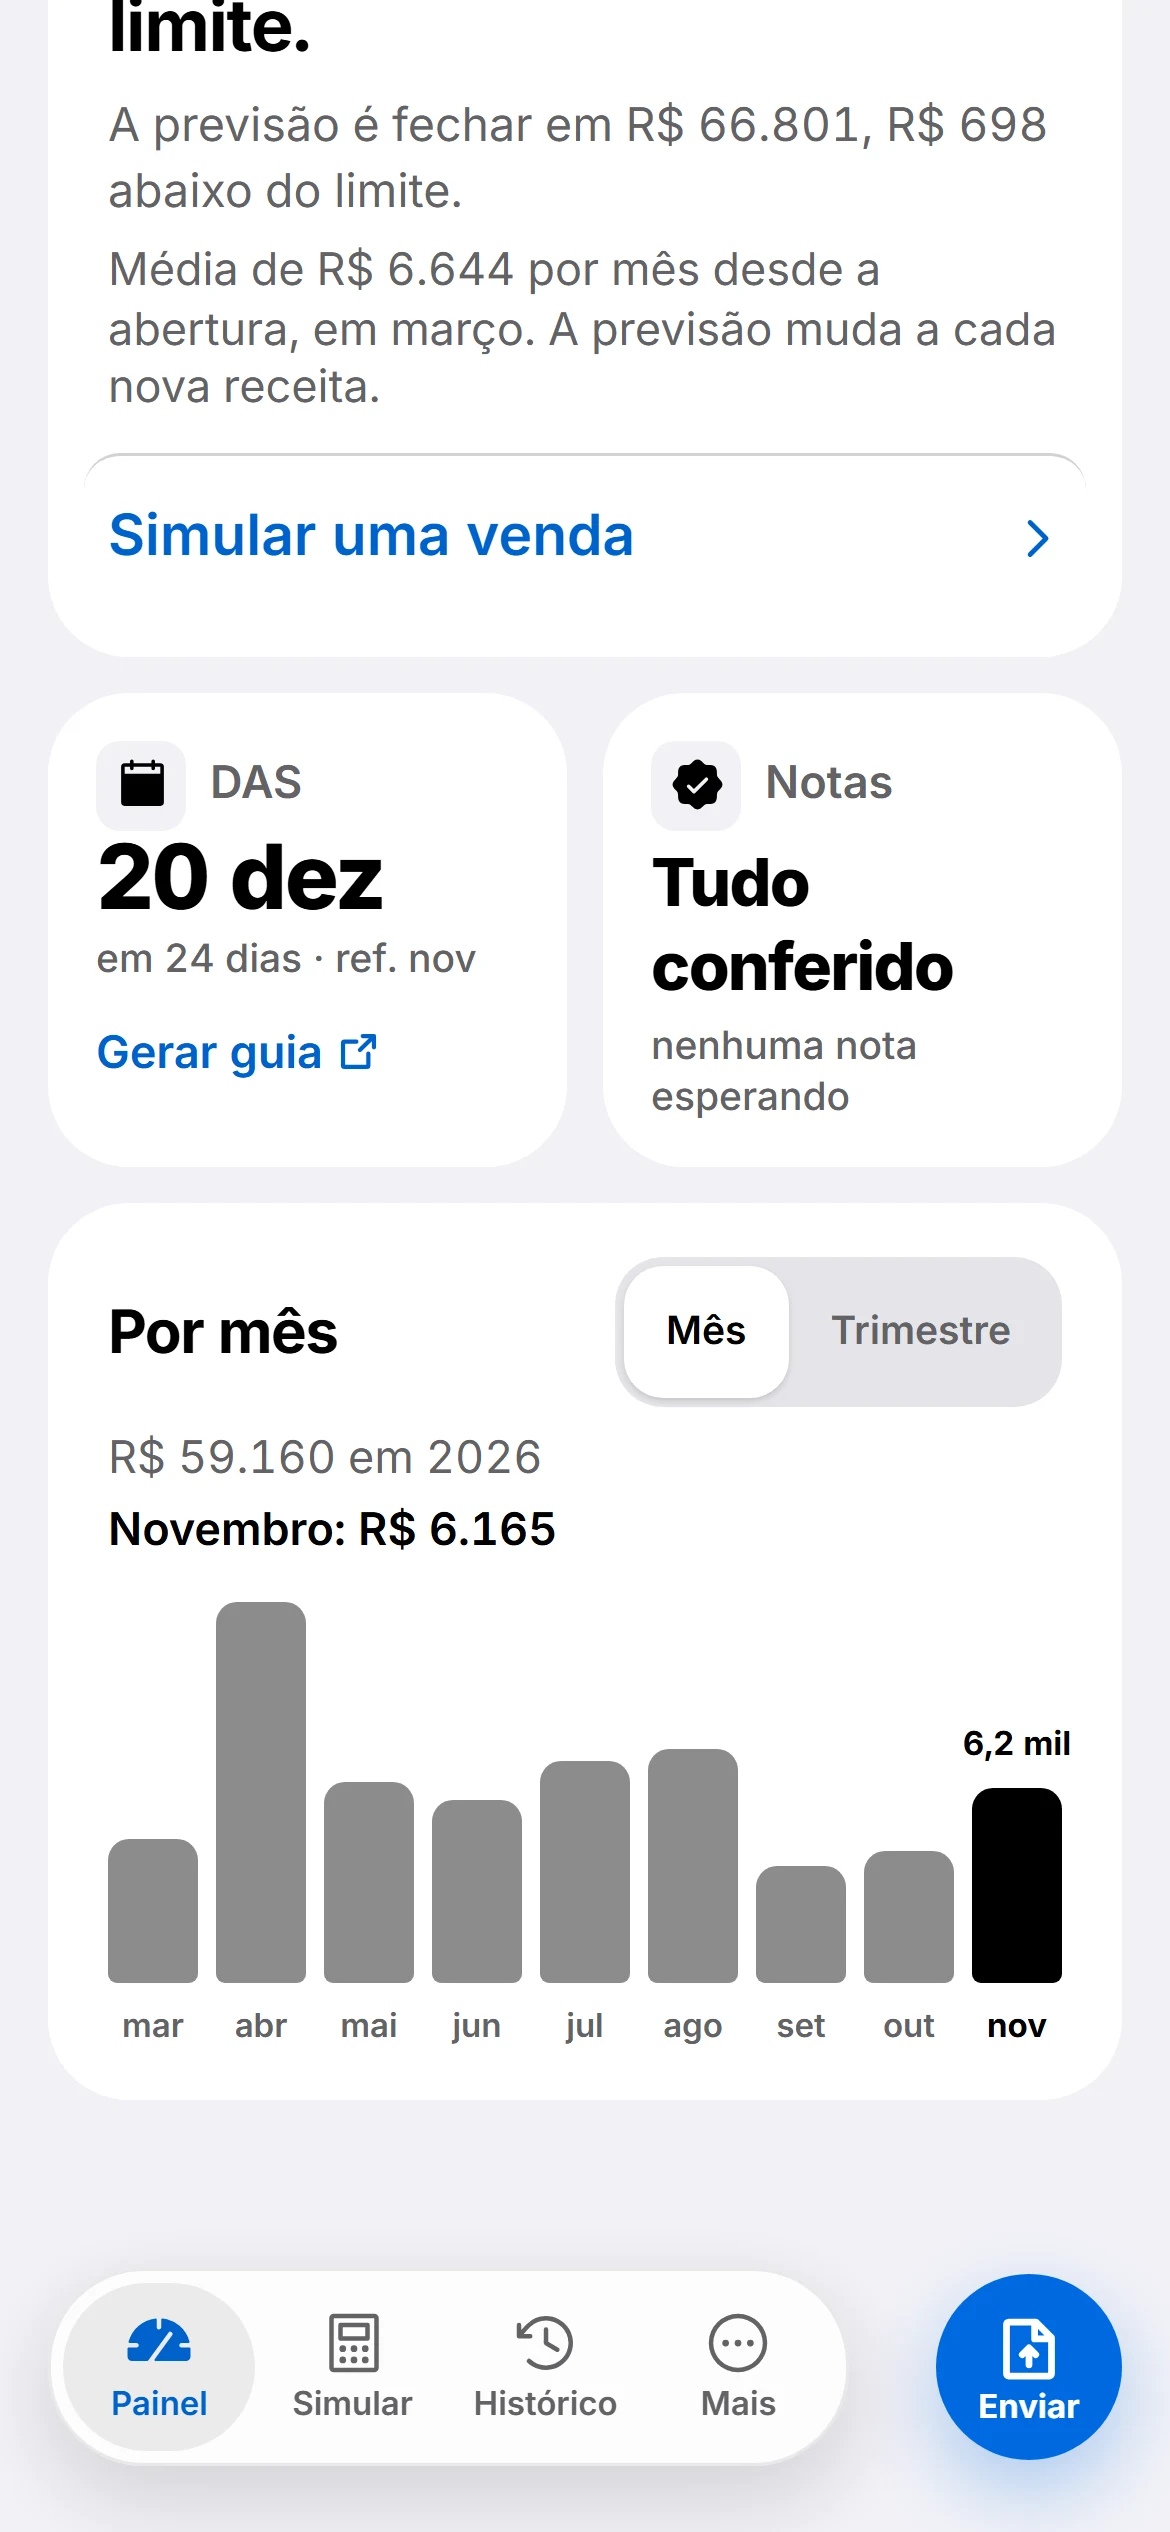 limite.
A previsão é fechar em R$ 66.801, R$ 698
abaixo do limite.
Média de R$ 6.644 por mês desde a
abertura, em março. A previsão muda a cada
nova receita.
Simular uma venda
DAS
20 dez
em 24 dias · ref. nov
Gerar guia
Notas
Tudo
conferido
nenhuma nota
esperando
Por mês
Mês
Trimestre
R$ 59.160 em 2026
Novembro: R$ 6.165
6,2 mil
mar
abr
mai
jun
jul
ago
set
out
nov
Painel
Simular
Histórico
Mais
Enviar